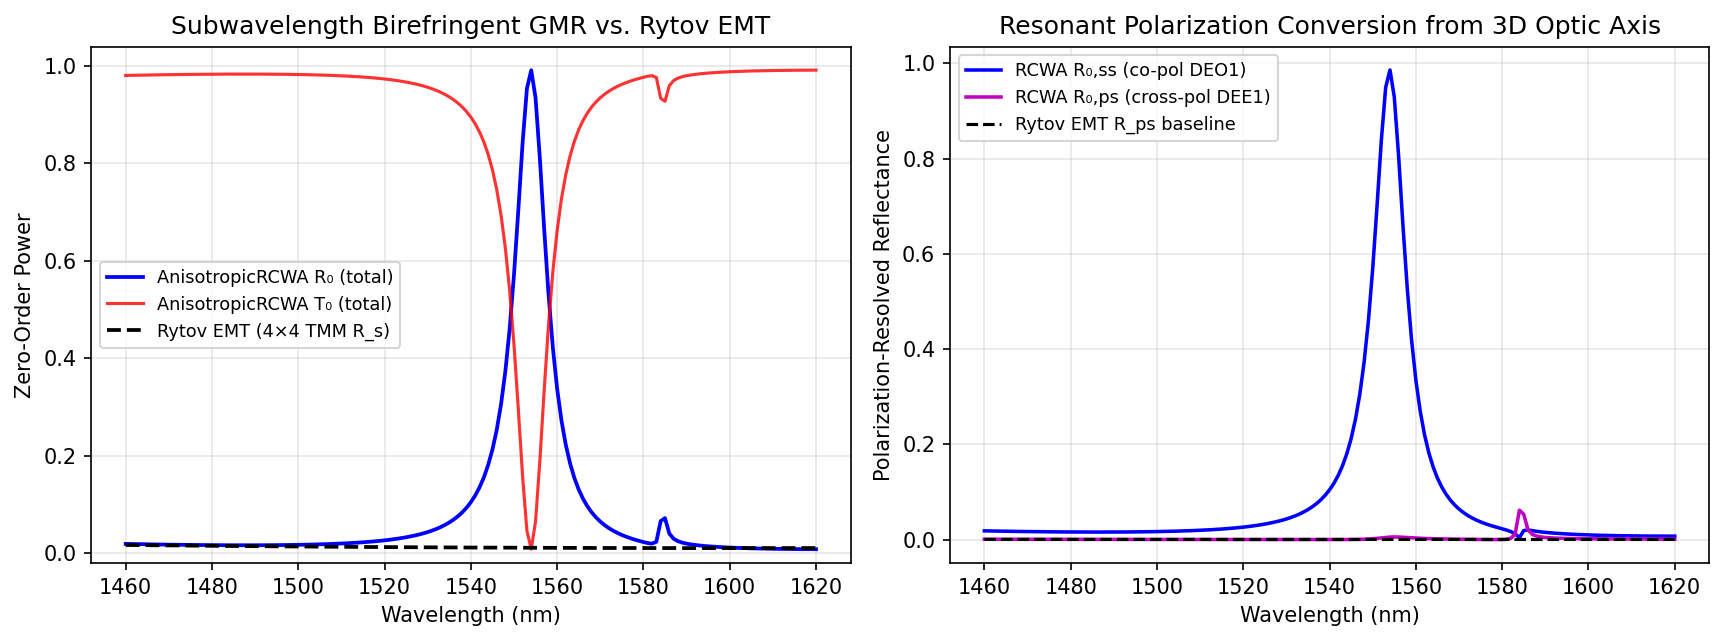 Subwavelength Birefringent GMR vs. Rytov EMT
Zero-Order Power
1.0
0.8
0.6
0.4
0.2
0.0
AnisotropicRCWA R₀ (total)
AnisotropicRCWA T₀ (total)
Rytov EMT (4×4 TMM R_s)
1460 1480 1500 1520 1540 1560 1580 1600 1620
Wavelength (nm)
Resonant Polarization Conversion from 3D Optic Axis
Polarization-Resolved Reflectance
1.0
0.8
0.6
0.4
0.2
0.0
RCWA R₀,ss (co-pol DEO1)
RCWA R₀,ps (cross-pol DEE1)
Rytov EMT R_ps baseline
1460 1480 1500 1520 1540 1560 1580 1600 1620
Wavelength (nm)